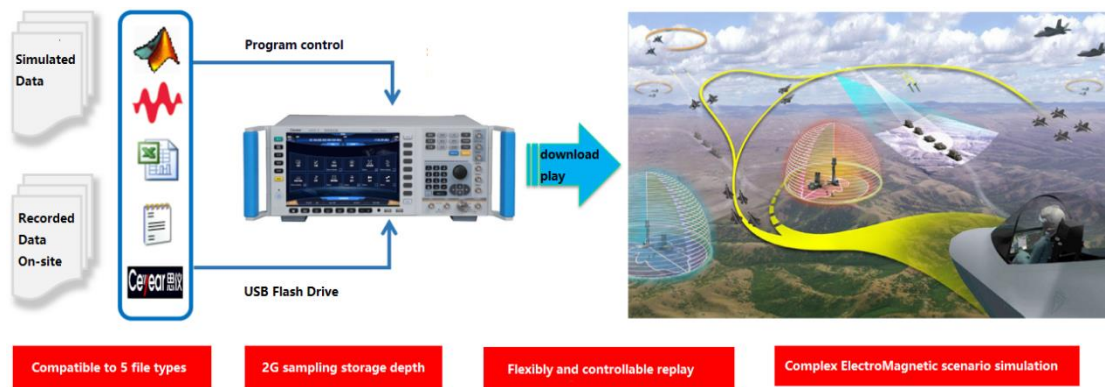 Simulated
Data
Program control
Recorded
Data
On-site
Ceyear思仪
USB Flash Drive
download
play
Compatible to 5 file types
2G sampling storage depth
Flexibly and controllable replay
Complex ElectroMagnetic scenario simulation